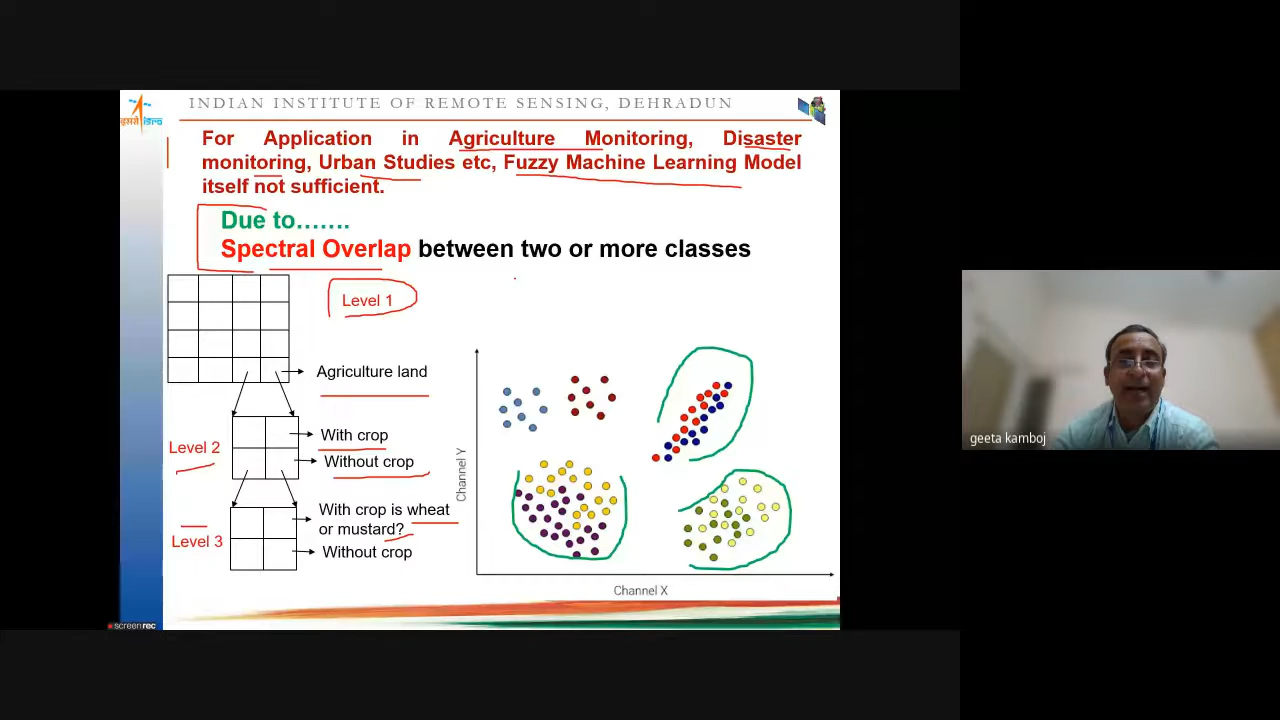 INDIAN INSTITUTE OF REMOTE SENSING, DEHRADUN
इसरो isro
For Application in Agriculture Monitoring, Disaster
monitoring, Urban Studies etc, Fuzzy Machine Learning Model
itself not sufficient.
Due to…….
Spectral Overlap between two or more classes
Level 1
Agriculture land
Level 2
With crop
Without crop
Level 3
With crop is wheat
or mustard?
Without crop
Channel Y
Channel X
geeta kamboj
screenrec